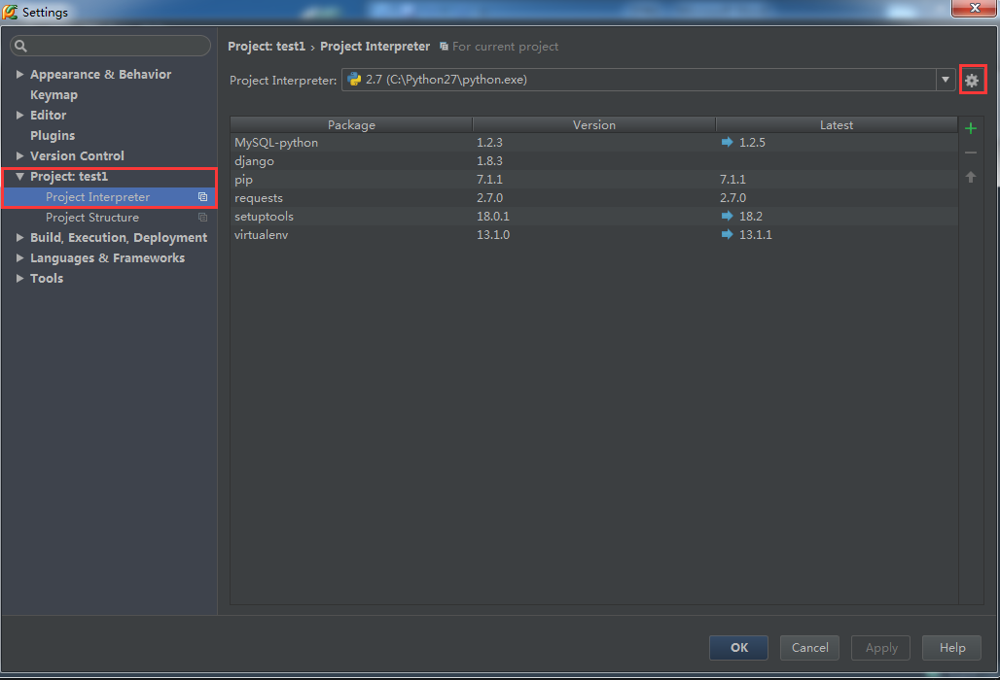 Settings
Project: test1 › Project Interpreter For current project
Appearance & Behavior
Keymap
Editor
Plugins
Version Control
Project: test1
Project Interpreter
Project Structure
Build, Execution, Deployment
Languages & Frameworks
Tools
Project Interpreter: 2.7 (C:\Python27\python.exe)
Package Version Latest
MySQL-python 1.2.3 1.2.5
django 1.8.3
pip 7.1.1 7.1.1
requests 2.7.0 2.7.0
setuptools 18.0.1 18.2
virtualenv 13.1.0 13.1.1
OK Cancel Apply Help